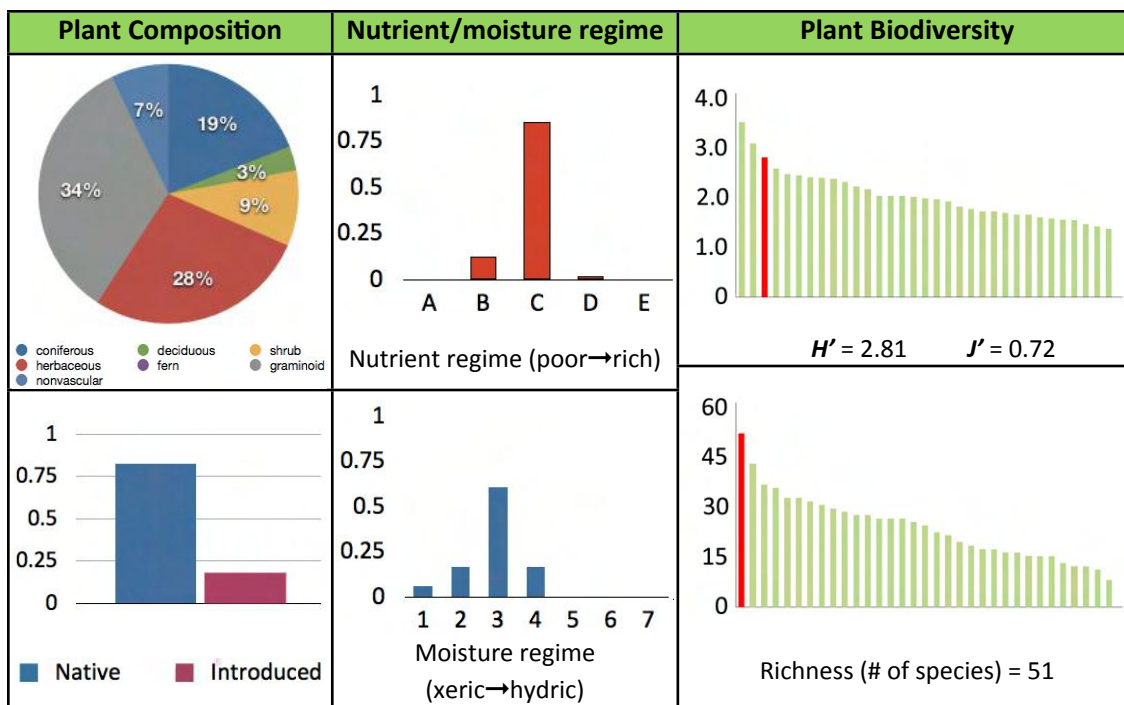 Plant Composition
Nutrient/moisture regime
Plant Biodiversity
7%
19%
3%
9%
28%
34%
coniferous
deciduous
shrub
herbaceous
fern
graminoid
nonvascular
1
0.75
0.5
0.25
0
A B C D E
Nutrient regime (poor→rich)
4.0
3.0
2.0
1.0
0
H’ = 2.81 J’ = 0.72
1
0.75
0.5
0.25
0
Native Introduced
1
0.75
0.5
0.25
0
1 2 3 4 5 6 7
Moisture regime
(xeric→hydric)
60
45
30
15
0
Richness (# of species) = 51